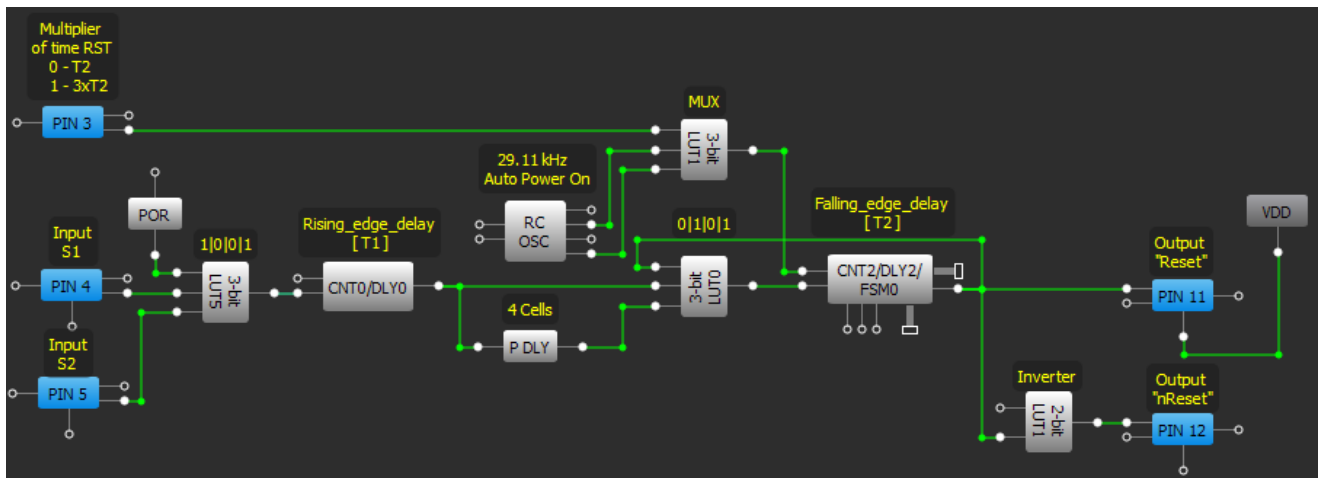 Multiplier
of time RST
0 - T2
1 - 3xT2
PIN 3
MUX
3-bit
LUT1
29.11 kHz
Auto Power On
RC
OSC
POR
Input
S1
PIN 4
1|0|0|1
3-bit
LUT5
Rising_edge_delay
[ T1 ]
CNT0/DLY0
0|1|0|1
3-bit
LUT0
Falling_edge_delay
[ T2 ]
CNT2/DLY2/
FSM0
VDD
Output
"Reset"
PIN 11
4 Cells
P DLY
Input
S2
PIN 5
Inverter
2-bit
LUT1
Output
"nReset"
PIN 12